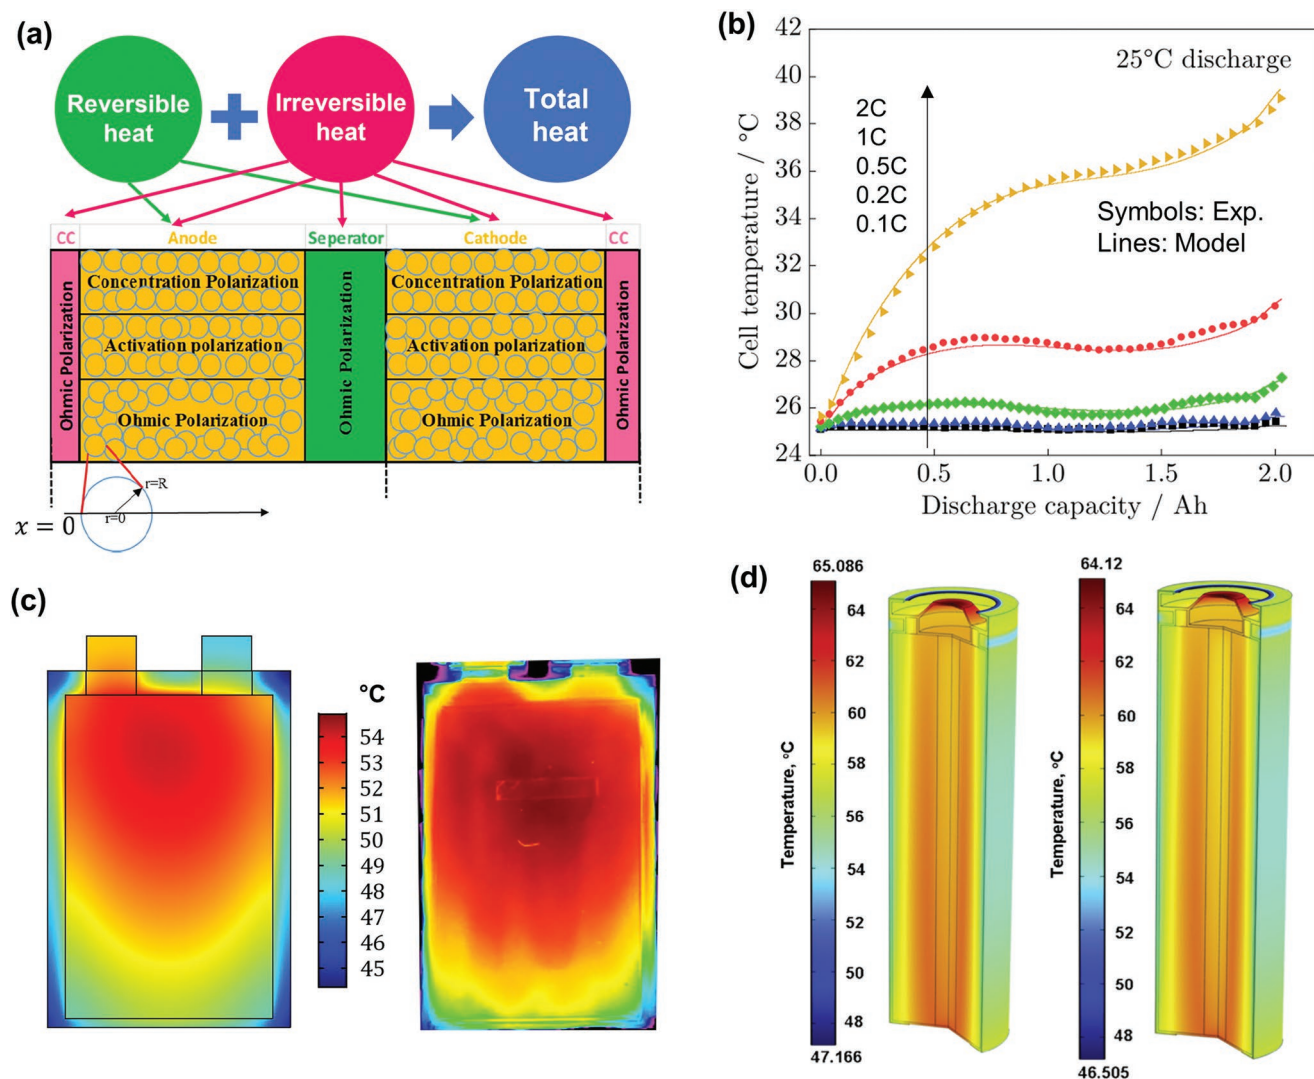 (a)
Reversible
heat
Irreversible
heat
Total
heat
CC
Anode
Seperator
Cathode
CC
Ohmic Polarization
Concentration Polarization
Activation polarization
Ohmic Polarization
Ohmic Polarization
Concentration Polarization
Activation polarization
Ohmic Polarization
Ohmic Polarization
r=R
r=0
x = 0
(b)
42
40
38
36
34
32
30
28
26
24
Cell temperature / °C
25°C discharge
2C
1C
0.5C
0.2C
0.1C
Symbols: Exp.
Lines: Model
0.0
0.5
1.0
1.5
2.0
Discharge capacity / Ah
(c)
°C
54
53
52
51
50
49
48
47
46
45
(d)
65.086
64
62
60
58
56
54
52
50
48
47.166
Temperature, °C
64.12
64
62
60
58
56
54
52
50
48
46.505
Temperature, °C